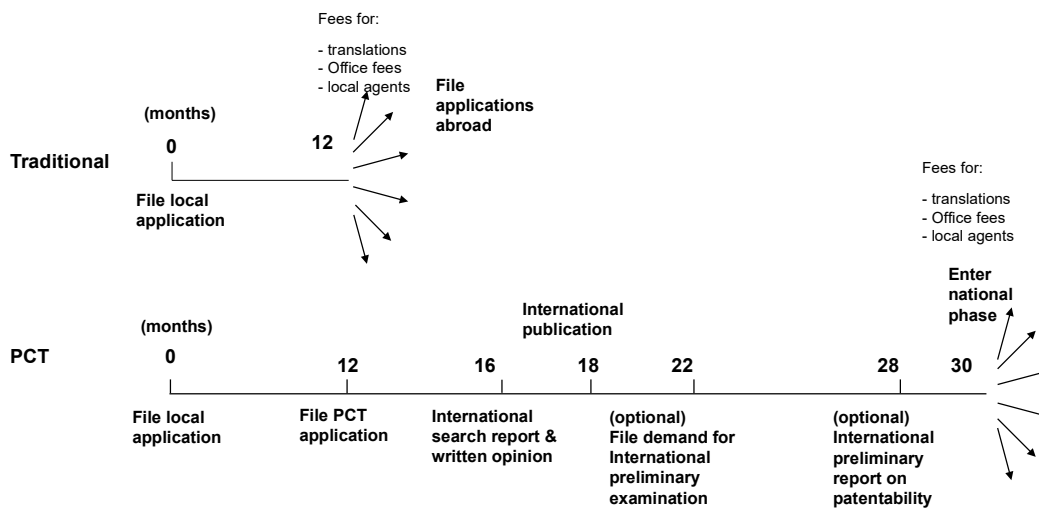 Fees for:
- translations
- Office fees
- local agents
File
applications
abroad
(months)
0
12
Traditional
File local
application
Fees for:
- translations
- Office fees
- local agents
Enter
national
phase
International
publication
(months)
0
12
16
18
22
28
30
PCT
File local
application
File PCT
application
International
search report &
written opinion
(optional)
File demand for
International
preliminary
examination
(optional)
International
preliminary
report on
patentability